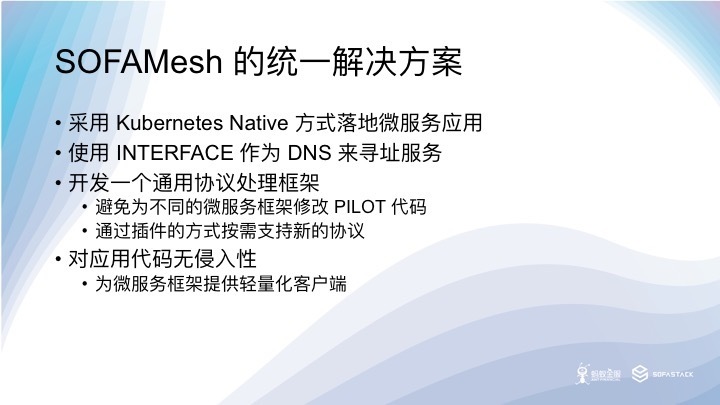 SOFAMesh 的统一解决方案
• 采用 Kubernetes Native 方式落地微服务应用
• 使用 INTERFACE 作为 DNS 来寻址服务
• 开发一个通用协议处理框架
• 避免为不同的微服务框架修改 PILOT 代码
• 通过插件的方式按需支持新的协议
• 对应用代码无侵入性
• 为微服务框架提供轻量化客户端
蚂蚁金服
SOFASTACK